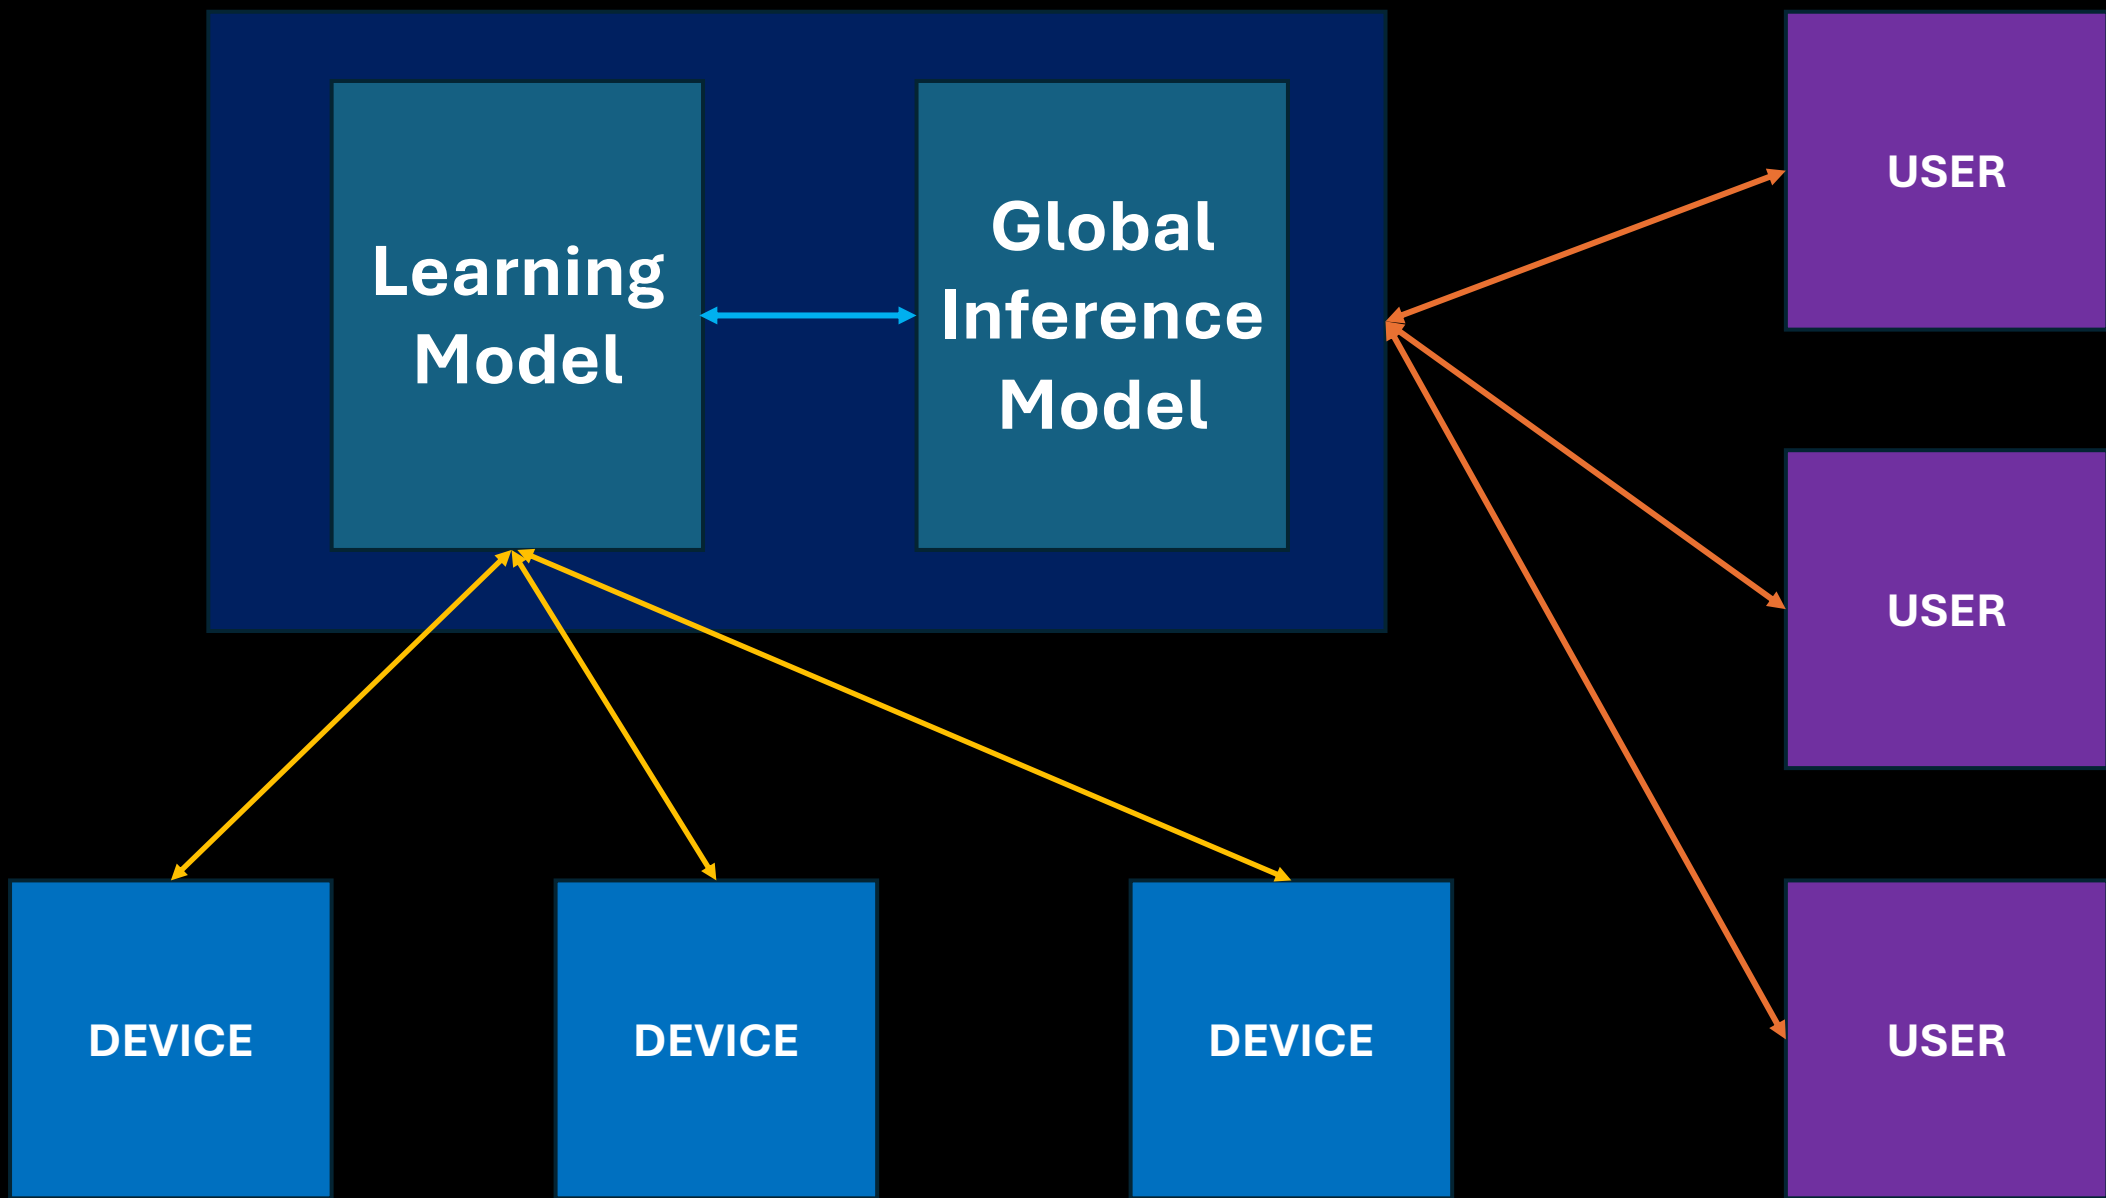 Learning
Model
Global
Inference
Model
USER
USER
DEVICE
DEVICE
DEVICE
USER